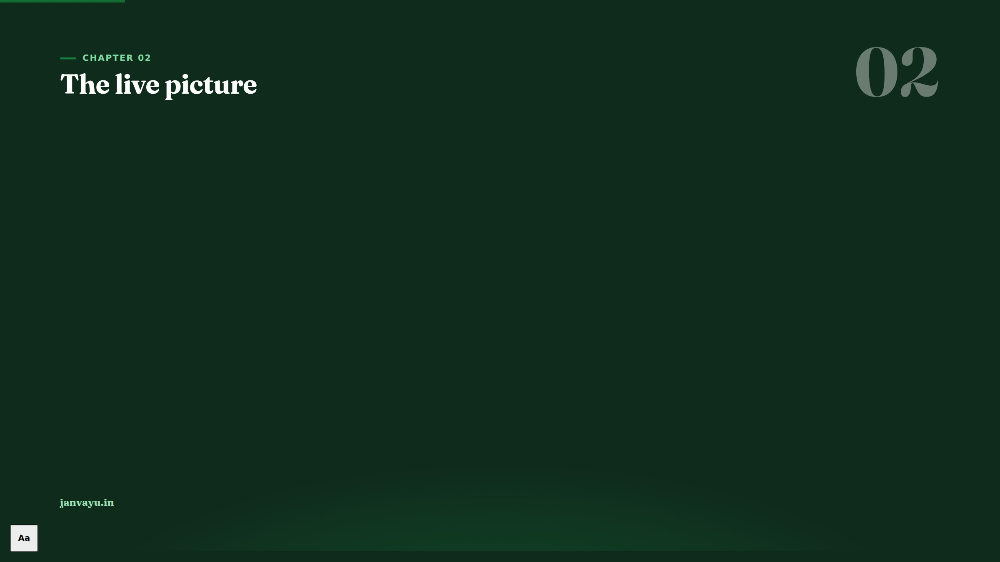 CHAPTER 02
The live picture
02
janvayu.in
Aa